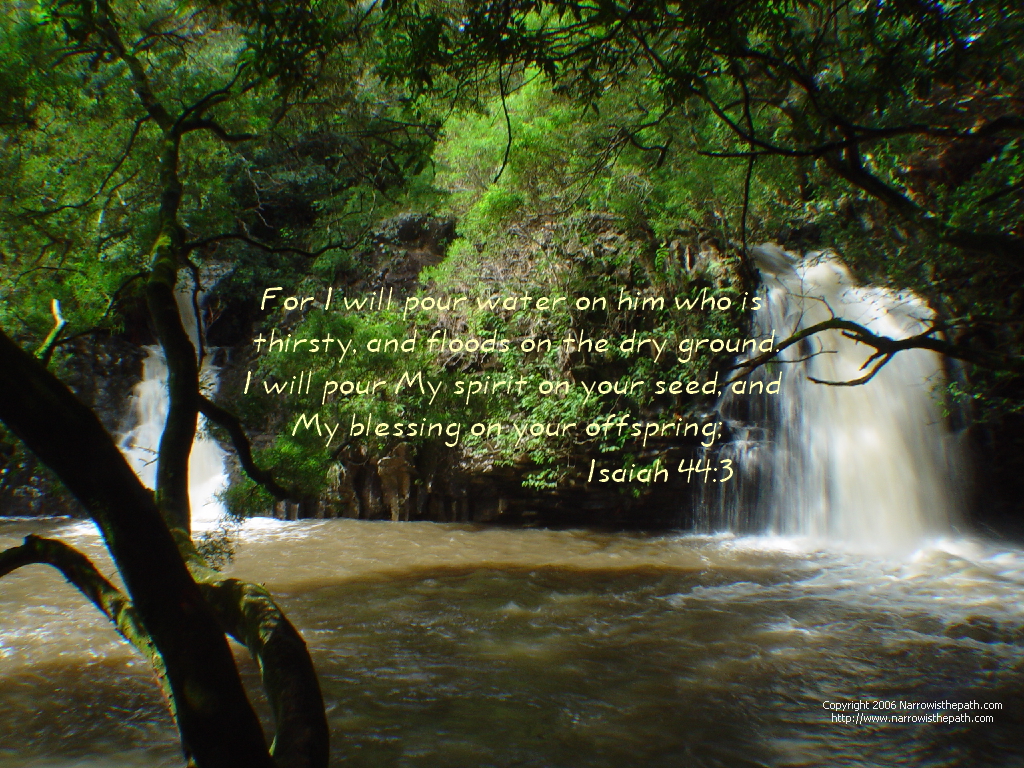 For I will pour water on him who is
thirsty, and floods on the dry ground.
I will pour My spirit on your seed, and
My blessing on your offspring;
Isaiah 44:3
Copyright 2006 Narrowisthepath.com
http://www.narrowisthepath.com